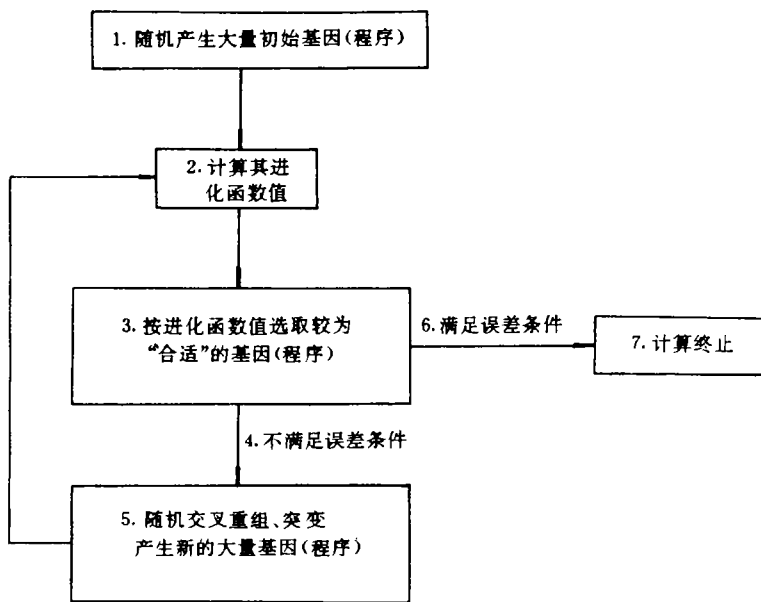 1. 随机产生大量初始基因(程序)
2. 计算其进
化函数值
3. 按进化函数值选取较为
“合适”的基因(程序)
6. 满足误差条件
7. 计算终止
4. 不满足误差条件
5. 随机交叉重组、突变
产生新的大量基因(程序)